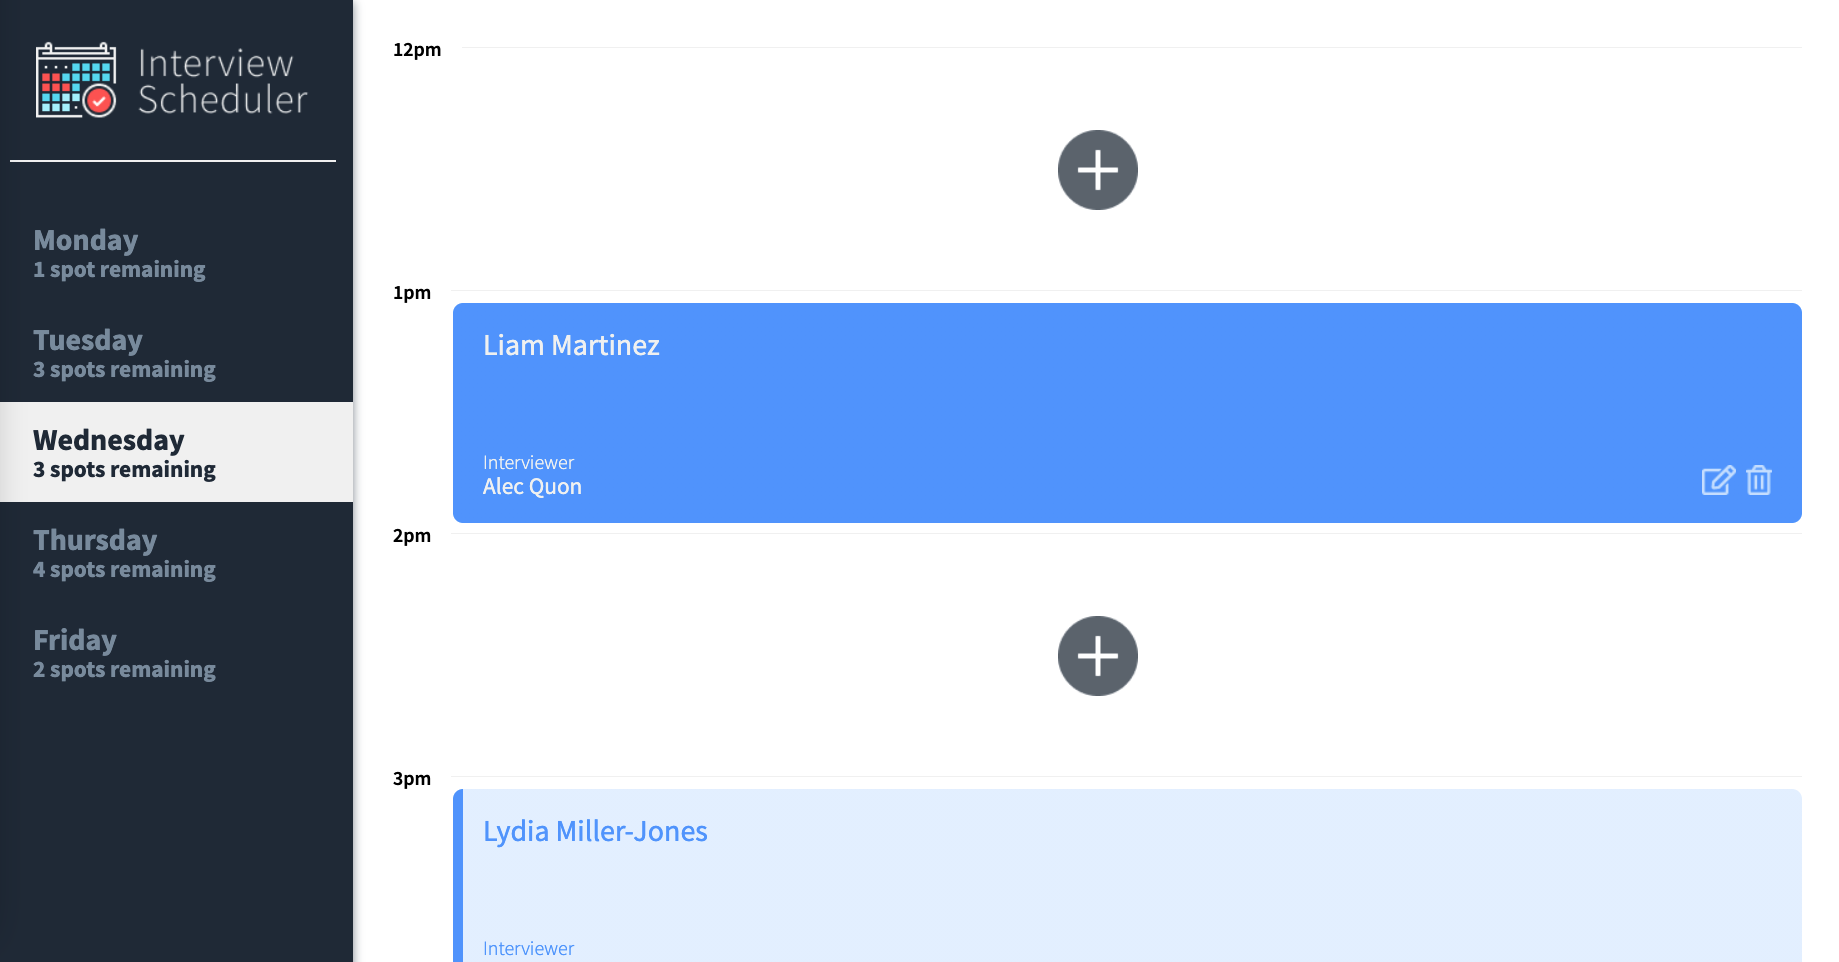 Interview
Scheduler
Monday
1 spot remaining
Tuesday
3 spots remaining
Wednesday
3 spots remaining
Thursday
4 spots remaining
Friday
2 spots remaining
12pm
1pm
Liam Martinez
Interviewer
Alec Quon
2pm
3pm
Lydia Miller-Jones
Interviewer